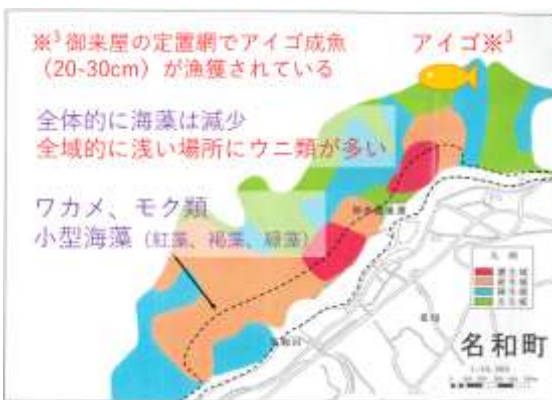 ※3 御来屋の定置網でアイゴ成魚
(20-30cm) が漁獲されている
アイゴ※3
全体的に海藻は減少
全域的に浅い場所にウニ類が多い
ワカメ、モク類
小型海藻 (紅藻、褐藻、緑藻)
名和町